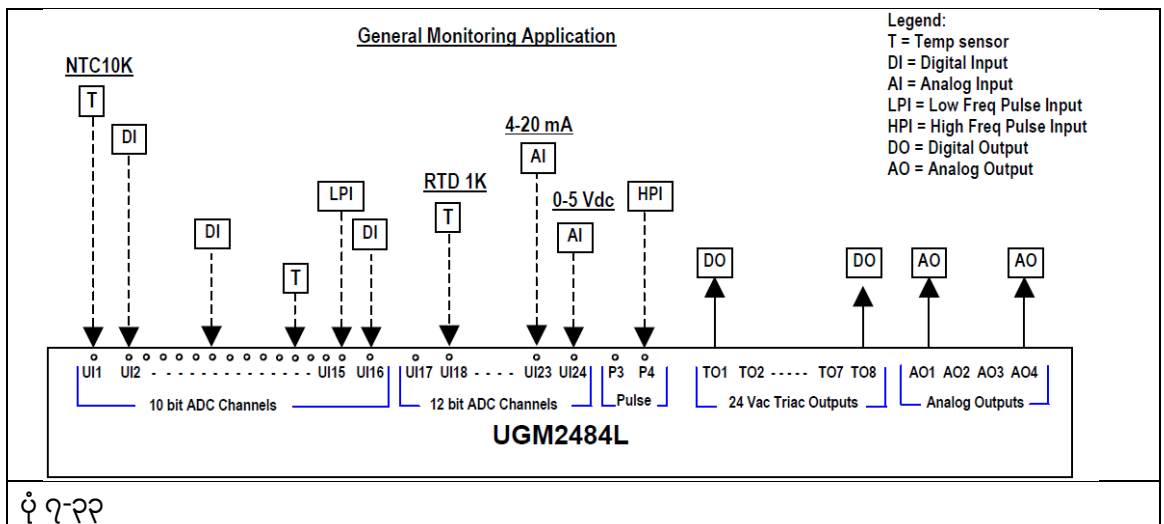 General Monitoring Application
Legend:
T = Temp sensor
DI = Digital Input
AI = Analog Input
LPI = Low Freq Pulse Input
HPI = High Freq Pulse Input
DO = Digital Output
AO = Analog Output
NTC10K
T
DI
DI
T
LPI
DI
RTD 1K
T
4-20 mA
AI
0-5 Vdc
AI
HPI
DO
DO
AO
AO
UI1 UI2 - - - - - - - - - - - - - UI15 UI16 UI17 UI18 - - - - UI23 UI24 P3 P4 TO1 TO2 ----- TO7 TO8 AO1 AO2 AO3 AO4
10 bit ADC Channels 12 bit ADC Channels Pulse 24 Vac Triac Outputs Analog Outputs
UGM2484L
ပုံ ၇-၃၃